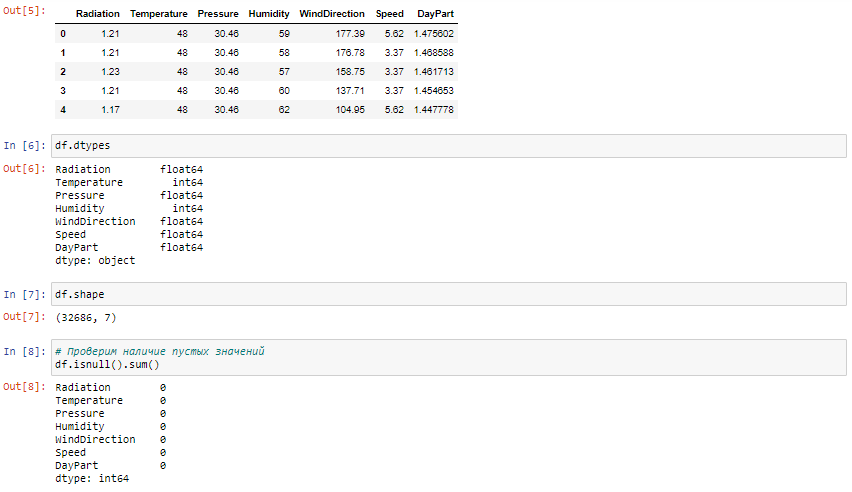 Out[5]:
Radiation Temperature Pressure Humidity WindDirection Speed DayPart
0 1.21 48 30.46 59 177.39 5.62 1.475602
1 1.21 48 30.46 58 176.78 3.37 1.468588
2 1.23 48 30.46 57 158.75 3.37 1.461713
3 1.21 48 30.46 60 137.71 3.37 1.454653
4 1.17 48 30.46 62 104.95 5.62 1.447778
In [6]: df.dtypes
Out[6]: Radiation float64
Temperature int64
Pressure float64
Humidity int64
WindDirection float64
Speed float64
DayPart float64
dtype: object
In [7]: df.shape
Out[7]: (32686, 7)
In [8]: # Проверим наличие пустых значений
df.isnull().sum()
Out[8]: Radiation 0
Temperature 0
Pressure 0
Humidity 0
WindDirection 0
Speed 0
DayPart 0
dtype: int64